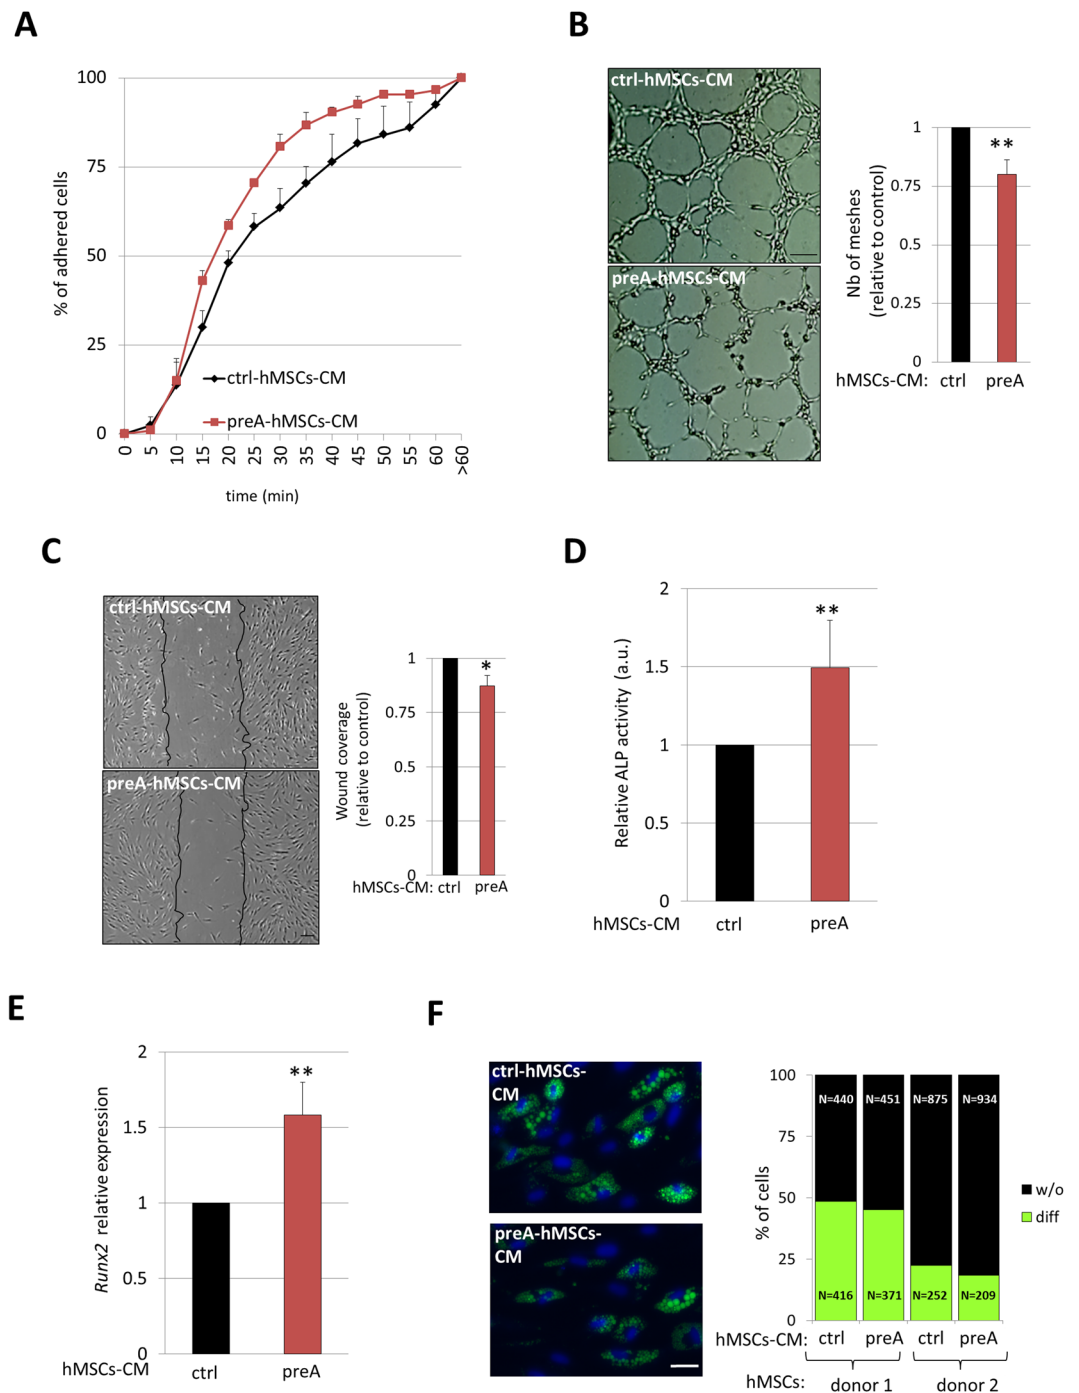 A
% of adhered cells
100
75
50
25
0
ctrl-hMSCs-CM
preA-hMSCs-CM
0 5 10 15 20 25 30 35 40 45 50 55 60 >60
time (min)
B
ctrl-hMSCs-CM
preA-hMSCs-CM
Nb of meshes
(relative to control)
1
0.75
0.5
0.25
0
**
hMSCs-CM: ctrl preA
C
ctrl-hMSCs-CM
preA-hMSCs-CM
Wound coverage
(relative to control)
1
0.75
0.5
0.25
0
*
hMSCs-CM: ctrl preA
D
Relative ALP activity (a.u.)
2
1.5
1
0.5
0
**
hMSCs-CM ctrl preA
E
Runx2 relative expression
2
1.5
1
0.5
0
**
hMSCs-CM ctrl preA
F
ctrl-hMSCs-
CM
preA-hMSCs-
CM
% of cells
100
75
50
25
0
N=440 N=451 N=875 N=934
N=416 N=371 N=252 N=209
w/o
diff
hMSCs-CM: ctrl preA ctrl preA
hMSCs: donor 1 donor 2